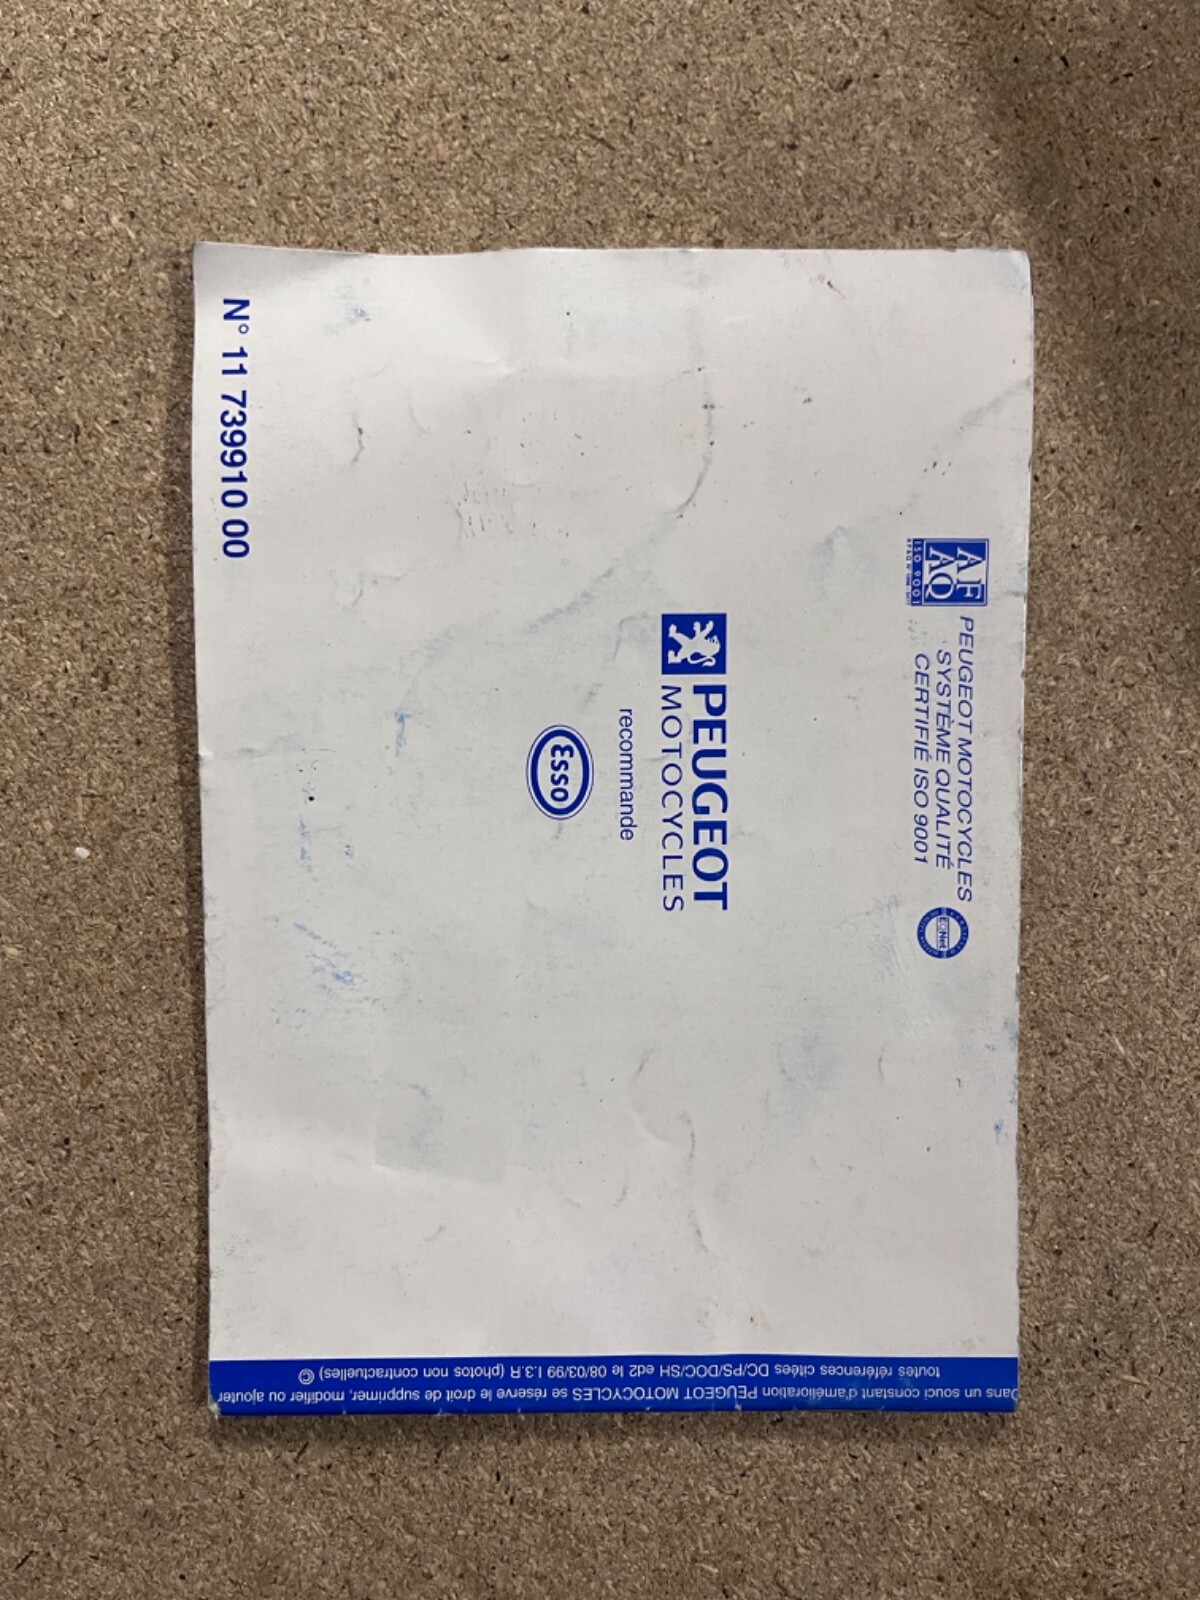 AF
AQ
ISO 9001
PEUGEOT MOTOCYCLES
SYSTÈME QUALITÉ
CERTIFIÉ ISO 9001
PEUGEOT
MOTOCYCLES
recommande
Esso
N° 11 739910 00
Dans un souci constant d'amélioration PEUGEOT MOTOCYCLES se réserve le droit de supprimer, modifier ou ajouter
toutes références citées DC/PS/DOC/SH ed2 le 08/03/99 I.3.R (photos non contractuelles) ©